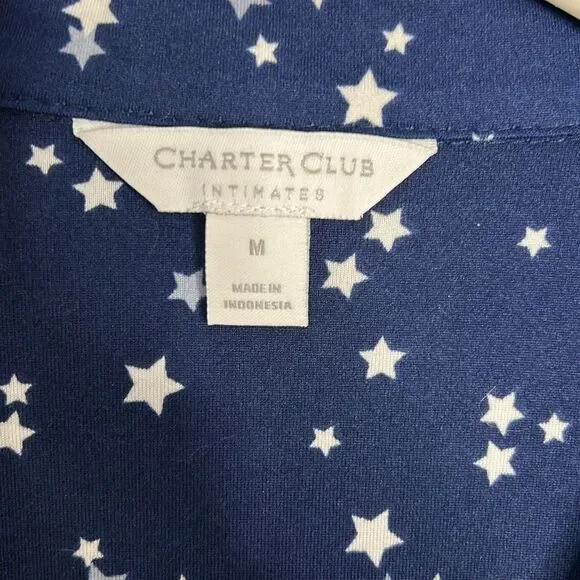 CHARTER CLUB
INTIMATES
M
MADE IN
INDONESIA